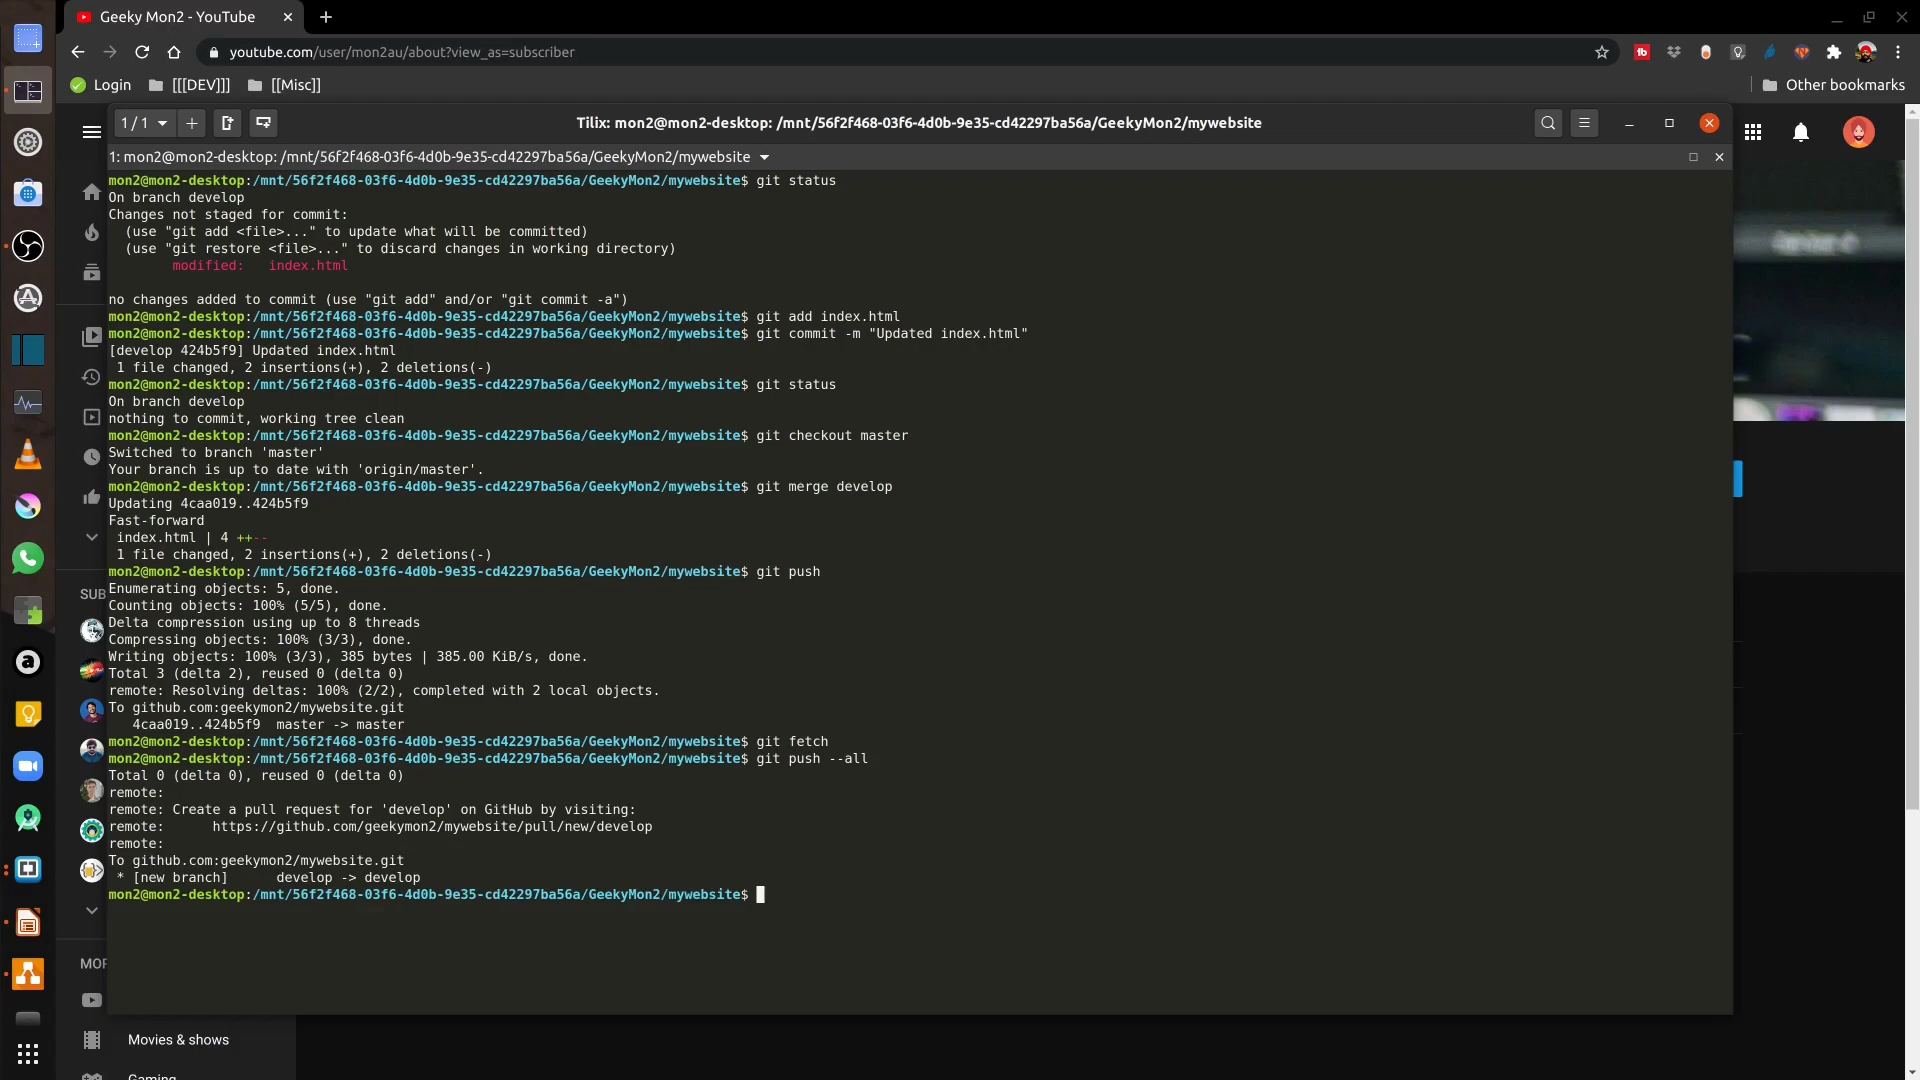 Geeky Mon2 - YouTube
youtube.com/user/mon2au/about?view_as=subscriber
Login [[[DEV]]] [[Misc]] Other bookmarks
1 / 1 Tilix: mon2@mon2-desktop: /mnt/56f2f468-03f6-4d0b-9e35-cd42297ba56a/GeekyMon2/mywebsite
1: mon2@mon2-desktop: /mnt/56f2f468-03f6-4d0b-9e35-cd42297ba56a/GeekyMon2/mywebsite
mon2@mon2-desktop:/mnt/56f2f468-03f6-4d0b-9e35-cd42297ba56a/GeekyMon2/mywebsite$ git status
On branch develop
Changes not staged for commit:
  (use "git add <file>..." to update what will be committed)
  (use "git restore <file>..." to discard changes in working directory)
        modified:   index.html
no changes added to commit (use "git add" and/or "git commit -a")
mon2@mon2-desktop:/mnt/56f2f468-03f6-4d0b-9e35-cd42297ba56a/GeekyMon2/mywebsite$ git add index.html
mon2@mon2-desktop:/mnt/56f2f468-03f6-4d0b-9e35-cd42297ba56a/GeekyMon2/mywebsite$ git commit -m "Updated index.html"
[develop 424b5f9] Updated index.html
 1 file changed, 2 insertions(+), 2 deletions(-)
mon2@mon2-desktop:/mnt/56f2f468-03f6-4d0b-9e35-cd42297ba56a/GeekyMon2/mywebsite$ git status
On branch develop
nothing to commit, working tree clean
mon2@mon2-desktop:/mnt/56f2f468-03f6-4d0b-9e35-cd42297ba56a/GeekyMon2/mywebsite$ git checkout master
Switched to branch 'master'
Your branch is up to date with 'origin/master'.
mon2@mon2-desktop:/mnt/56f2f468-03f6-4d0b-9e35-cd42297ba56a/GeekyMon2/mywebsite$ git merge develop
Updating 4caa019..424b5f9
Fast-forward
 index.html | 4 ++--
 1 file changed, 2 insertions(+), 2 deletions(-)
mon2@mon2-desktop:/mnt/56f2f468-03f6-4d0b-9e35-cd42297ba56a/GeekyMon2/mywebsite$ git push
Enumerating objects: 5, done.
Counting objects: 100% (5/5), done.
Delta compression using up to 8 threads
Compressing objects: 100% (3/3), done.
Writing objects: 100% (3/3), 385 bytes | 385.00 KiB/s, done.
Total 3 (delta 2), reused 0 (delta 0)
remote: Resolving deltas: 100% (2/2), completed with 2 local objects.
To github.com:geekymon2/mywebsite.git
   4caa019..424b5f9  master -> master
mon2@mon2-desktop:/mnt/56f2f468-03f6-4d0b-9e35-cd42297ba56a/GeekyMon2/mywebsite$ git fetch
mon2@mon2-desktop:/mnt/56f2f468-03f6-4d0b-9e35-cd42297ba56a/GeekyMon2/mywebsite$ git push --all
Total 0 (delta 0), reused 0 (delta 0)
remote:
remote: Create a pull request for 'develop' on GitHub by visiting:
remote:      https://github.com/geekymon2/mywebsite/pull/new/develop
remote:
To github.com:geekymon2/mywebsite.git
 * [new branch]      develop -> develop
mon2@mon2-desktop:/mnt/56f2f468-03f6-4d0b-9e35-cd42297ba56a/GeekyMon2/mywebsite$
SUB
MOR
Movies & shows
Gaming